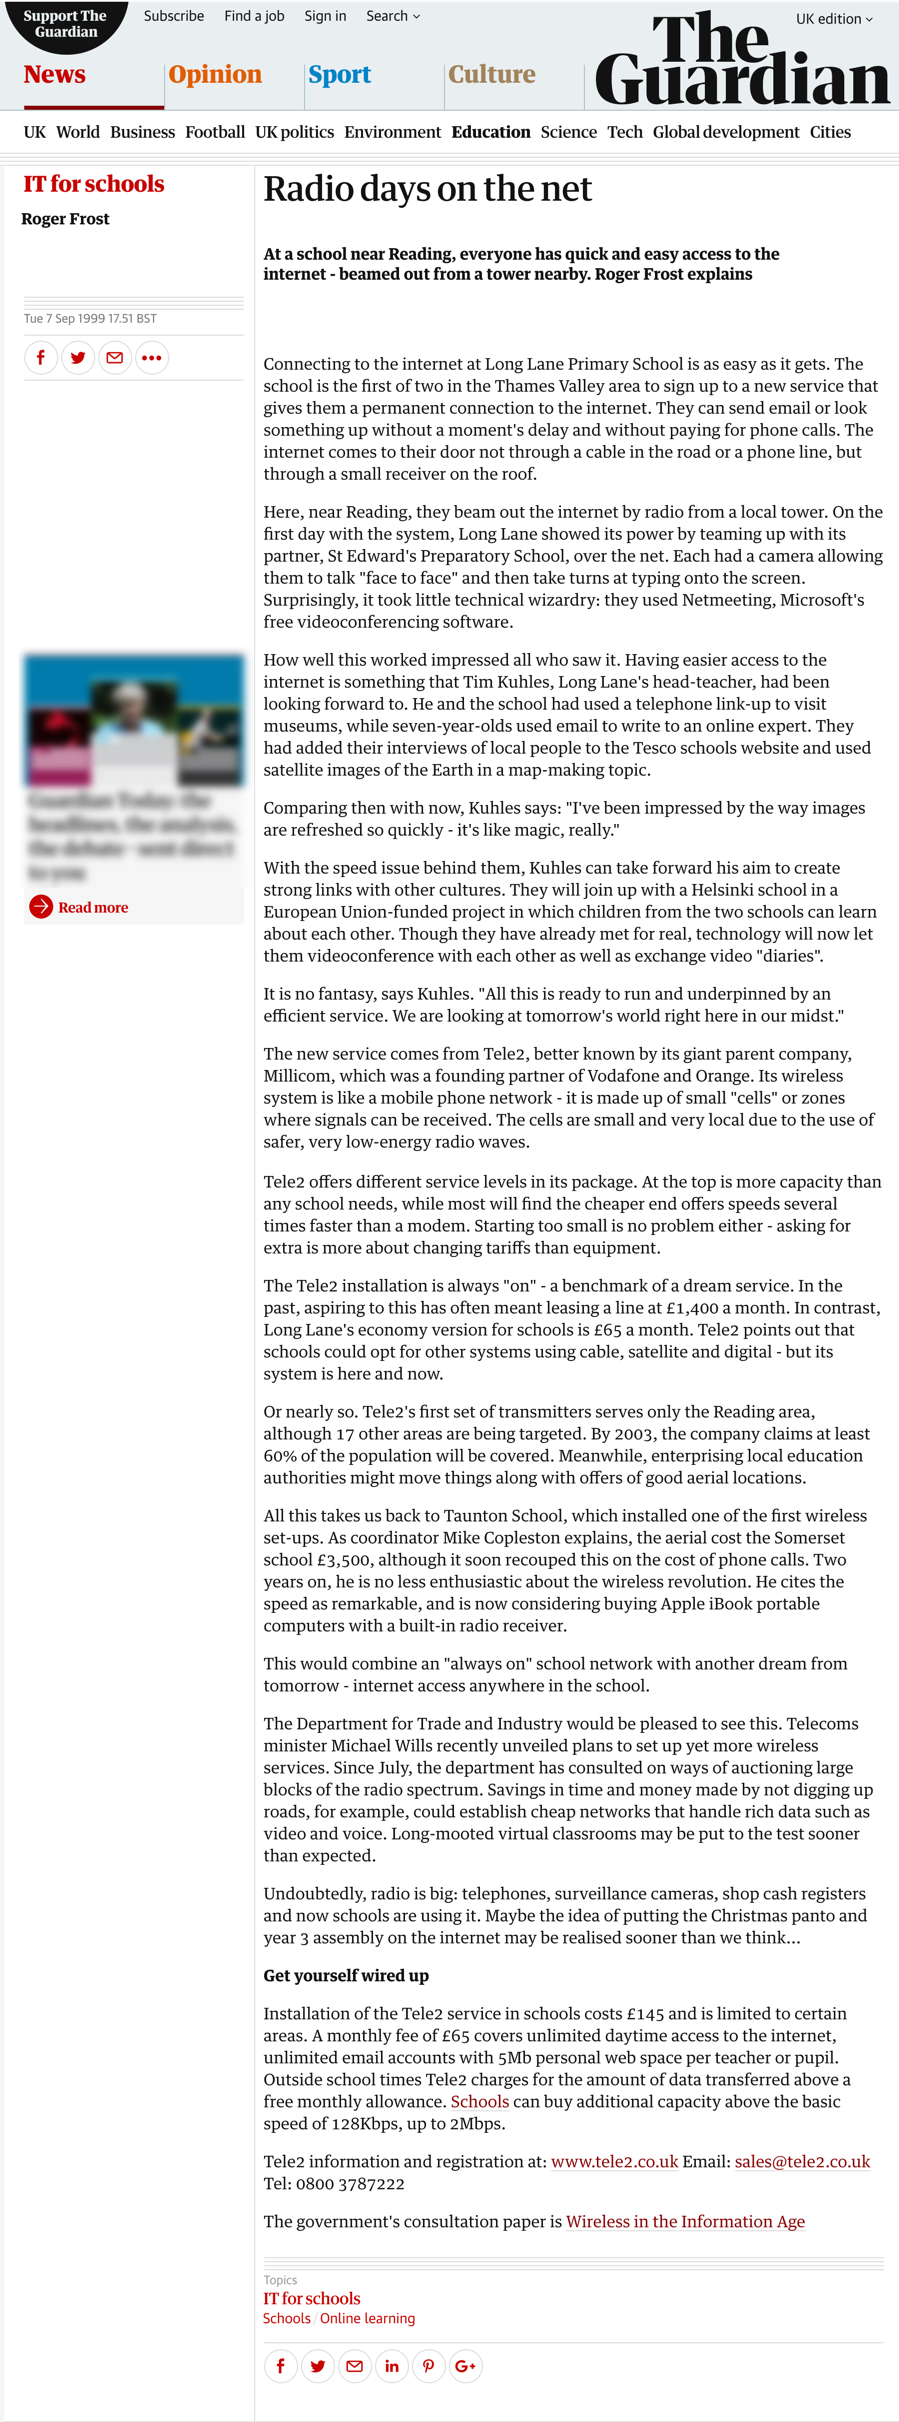 Support The
Guardian
Subscribe
Find a job
Sign in
Search
UK edition
The
Guardian
News
Opinion
Sport
Culture
UK World Business Football UK politics Environment Education Science Tech Global development Cities
IT for schools
Roger Frost
Tue 7 Sep 1999 17.51 BST
Guardian Today: the
headlines, the analysis,
the debate - sent direct
to you
Read more
Radio days on the net
At a school near Reading, everyone has quick and easy access to the
internet - beamed out from a tower nearby. Roger Frost explains
Connecting to the internet at Long Lane Primary School is as easy as it gets. The
school is the first of two in the Thames Valley area to sign up to a new service that
gives them a permanent connection to the internet. They can send email or look
something up without a moment's delay and without paying for phone calls. The
internet comes to their door not through a cable in the road or a phone line, but
through a small receiver on the roof.
Here, near Reading, they beam out the internet by radio from a local tower. On the
first day with the system, Long Lane showed its power by teaming up with its
partner, St Edward's Preparatory School, over the net. Each had a camera allowing
them to talk "face to face" and then take turns at typing onto the screen.
Surprisingly, it took little technical wizardry: they used Netmeeting, Microsoft's
free videoconferencing software.
How well this worked impressed all who saw it. Having easier access to the
internet is something that Tim Kuhles, Long Lane's head-teacher, had been
looking forward to. He and the school had used a telephone link-up to visit
museums, while seven-year-olds used email to write to an online expert. They
had added their interviews of local people to the Tesco schools website and used
satellite images of the Earth in a map-making topic.
Comparing then with now, Kuhles says: "I've been impressed by the way images
are refreshed so quickly - it's like magic, really."
With the speed issue behind them, Kuhles can take forward his aim to create
strong links with other cultures. They will join up with a Helsinki school in a
European Union-funded project in which children from the two schools can learn
about each other. Though they have already met for real, technology will now let
them videoconference with each other as well as exchange video "diaries".
It is no fantasy, says Kuhles. "All this is ready to run and underpinned by an
efficient service. We are looking at tomorrow's world right here in our midst."
The new service comes from Tele2, better known by its giant parent company,
Millicom, which was a founding partner of Vodafone and Orange. Its wireless
system is like a mobile phone network - it is made up of small "cells" or zones
where signals can be received. The cells are small and very local due to the use of
safer, very low-energy radio waves.
Tele2 offers different service levels in its package. At the top is more capacity than
any school needs, while most will find the cheaper end offers speeds several
times faster than a modem. Starting too small is no problem either - asking for
extra is more about changing tariffs than equipment.
The Tele2 installation is always "on" - a benchmark of a dream service. In the
past, aspiring to this has often meant leasing a line at £1,400 a month. In contrast,
Long Lane's economy version for schools is £65 a month. Tele2 points out that
schools could opt for other systems using cable, satellite and digital - but its
system is here and now.
Or nearly so. Tele2's first set of transmitters serves only the Reading area,
although 17 other areas are being targeted. By 2003, the company claims at least
60% of the population will be covered. Meanwhile, enterprising local education
authorities might move things along with offers of good aerial locations.
All this takes us back to Taunton School, which installed one of the first wireless
set-ups. As coordinator Mike Copleston explains, the aerial cost the Somerset
school £3,500, although it soon recouped this on the cost of phone calls. Two
years on, he is no less enthusiastic about the wireless revolution. He cites the
speed as remarkable, and is now considering buying Apple iBook portable
computers with a built-in radio receiver.
This would combine an "always on" school network with another dream from
tomorrow - internet access anywhere in the school.
The Department for Trade and Industry would be pleased to see this. Telecoms
minister Michael Wills recently unveiled plans to set up yet more wireless
services. Since July, the department has consulted on ways of auctioning large
blocks of the radio spectrum. Savings in time and money made by not digging up
roads, for example, could establish cheap networks that handle rich data such as
video and voice. Long-mooted virtual classrooms may be put to the test sooner
than expected.
Undoubtedly, radio is big: telephones, surveillance cameras, shop cash registers
and now schools are using it. Maybe the idea of putting the Christmas panto and
year 3 assembly on the internet may be realised sooner than we think...
Get yourself wired up
Installation of the Tele2 service in schools costs £145 and is limited to certain
areas. A monthly fee of £65 covers unlimited daytime access to the internet,
unlimited email accounts with 5Mb personal web space per teacher or pupil.
Outside school times Tele2 charges for the amount of data transferred above a
free monthly allowance. Schools can buy additional capacity above the basic
speed of 128Kbps, up to 2Mbps.
Tele2 information and registration at: www.tele2.co.uk Email: sales@tele2.co.uk
Tel: 0800 3787222
The government's consultation paper is Wireless in the Information Age
Topics
IT for schools
Schools / Online learning